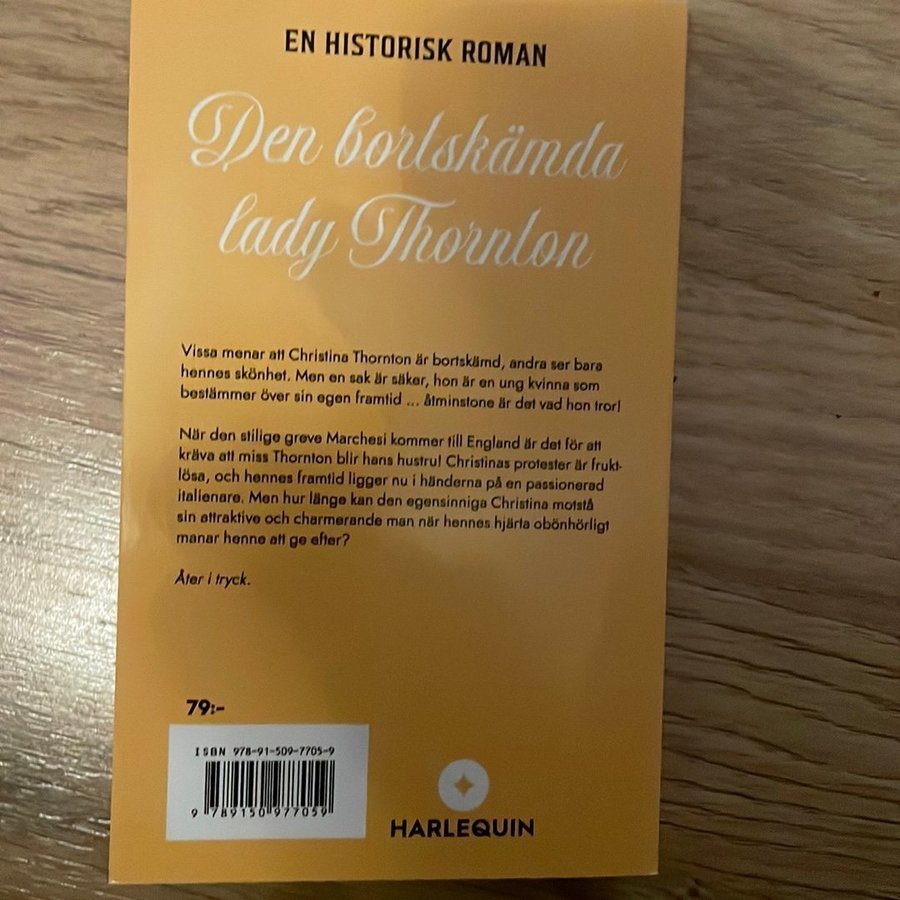 EN HISTORISK ROMAN
Den bortskämda
lady Thornton
Vissa menar att Christina Thornton är bortskämd, andra ser bara
hennes skönhet. Men en sak är säker, hon är en ung kvinna som
bestämmer över sin egen framtid ... åtminstone är det vad hon tror!
När den stilige greve Marchesi kommer till England är det för att
kräva att miss Thornton blir hans hustru! Christinas protester är frukt-
lösa, och hennes framtid ligger nu i händerna på en passionerad
italienare. Men hur länge kan den egensinniga Christina motstå
sin attraktive och charmerande man när hennes hjärta obönhörligt
manar henne att ge efter?
Åter i tryck.
79:-
ISBN 978-91-509-7705-9
9 789150 977059
HARLEQUIN